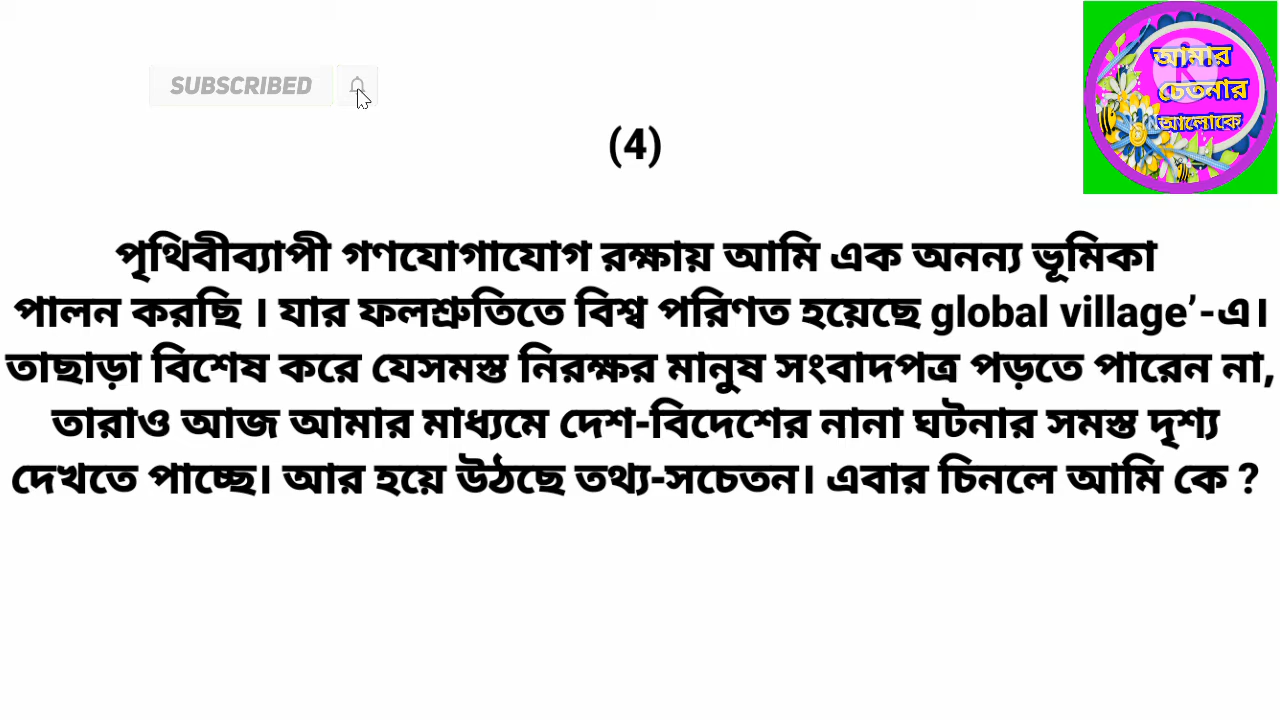 SUBSCRIBED
আমার
চেতনার
আলোকে
(4)
পৃথিবীব্যাপী গণযোগাযোগ রক্ষায় আমি এক অনন্য ভূমিকা
পালন করছি । যার ফলশ্রুতিতে বিশ্ব পরিণত হয়েছে global village’-এ।
তাছাড়া বিশেষ করে যেসমস্ত নিরক্ষর মানুষ সংবাদপত্র পড়তে পারেন না,
তারাও আজ আমার মাধ্যমে দেশ-বিদেশের নানা ঘটনার সমস্ত দৃশ্য
দেখতে পাচ্ছে। আর হয়ে উঠছে তথ্য-সচেতন। এবার চিনলে আমি কে ?